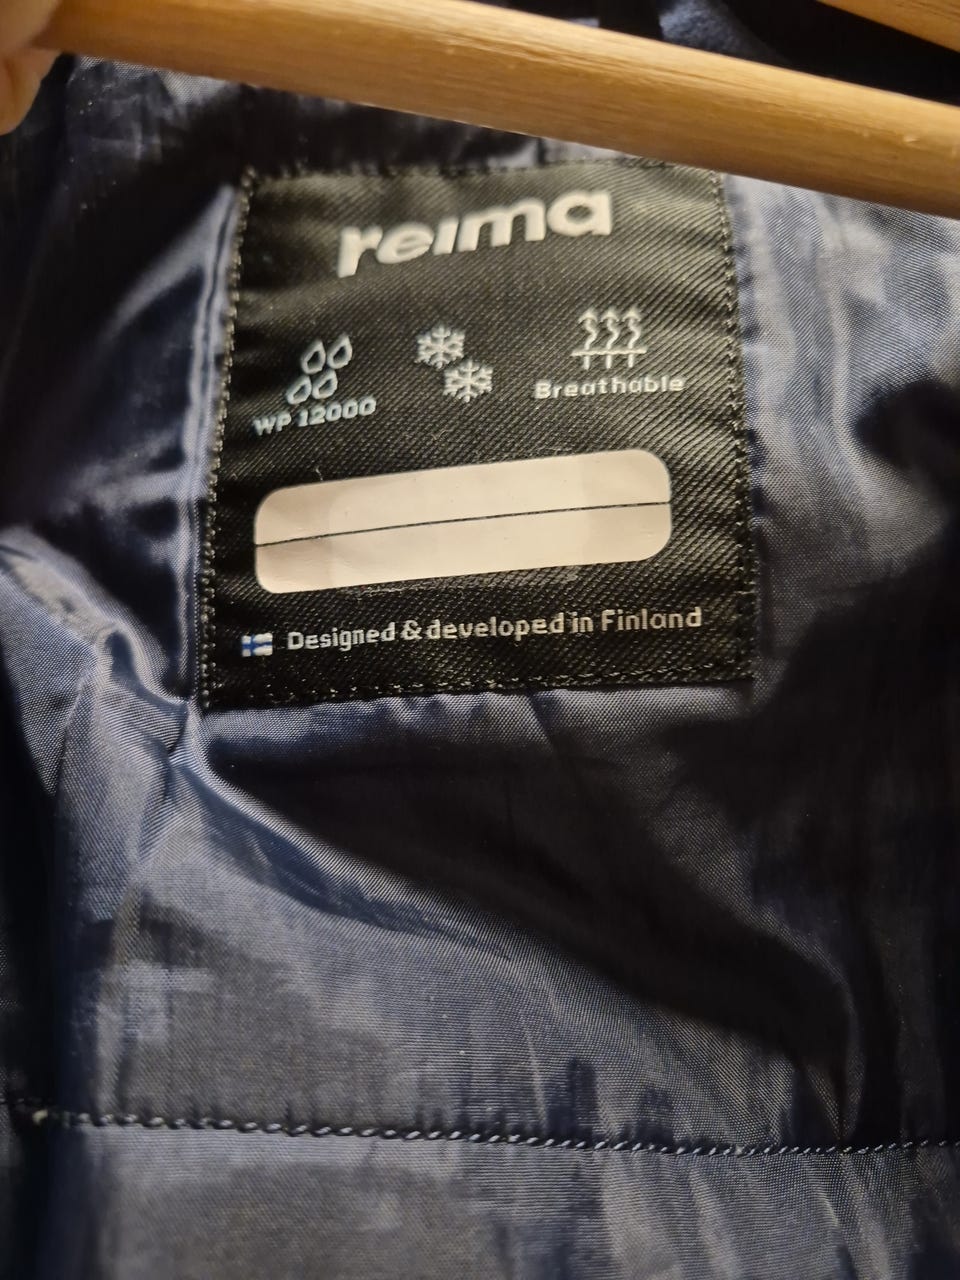 reima
WP 12000
Breathable
Designed & developed in Finland